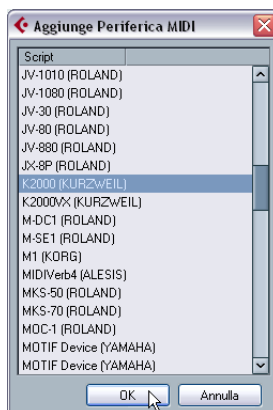 Aggiunge Periferica MIDI
Script
JV-1010 (ROLAND)
JV-1080 (ROLAND)
JV-30 (ROLAND)
JV-80 (ROLAND)
JV-880 (ROLAND)
JX-8P (ROLAND)
K2000 (KURZWEIL)
K2000VX (KURZWEIL)
M-DC1 (ROLAND)
M-SE1 (ROLAND)
M1 (KORG)
MIDIVerb4 (ALESIS)
MKS-50 (ROLAND)
MKS-70 (ROLAND)
MOC-1 (ROLAND)
MOTIF Device (YAMAHA)
MOTIF Device (YAMAHA)
OK Annulla